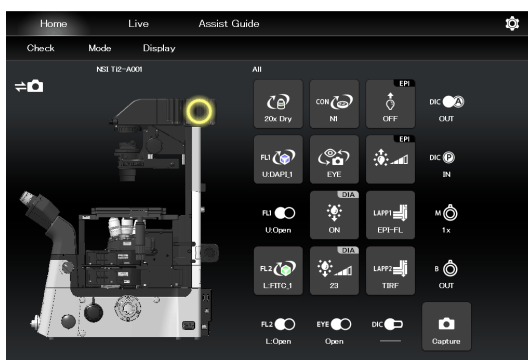 Home Live Assist Guide
Check Mode Display
NSI Ti2-A001 All
20x Dry
CON
N1
EPI
OFF
DIC A
OUT
FL1
U:DAPI_1
EYE
EPI
DIC P
IN
FL1
U:Open
DIA
ON
LAPP1
EPI-FL
M
1x
FL2
L:FITC_1
DIA
23
LAPP2
TIRF
B
OUT
FL2
L:Open
EYE
Open
DIC
Capture